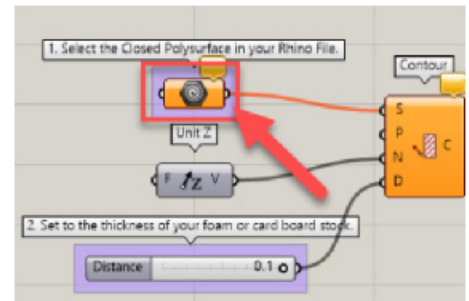 1. Select the Closed Polysurface in your Rhino File.
Contour
S
P
N
D
C
Unit Z
F
Z
V
2. Set to the thickness of your foam or card board stock.
Distance
0.1